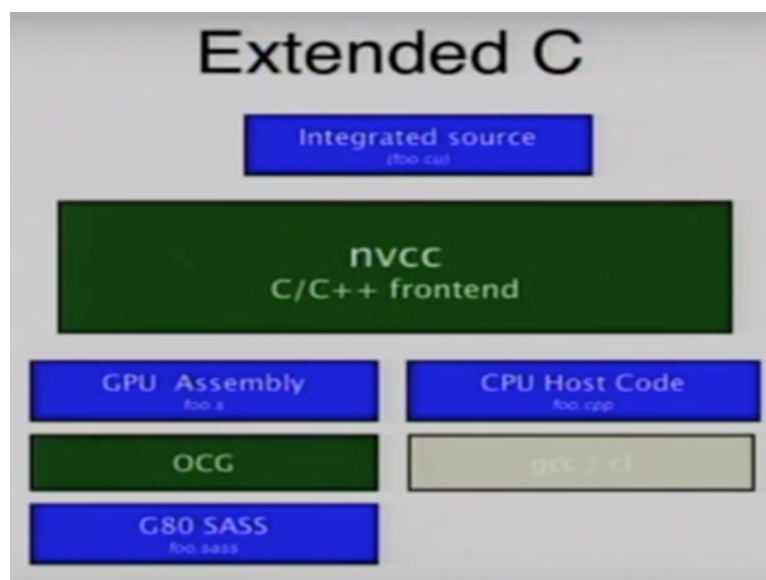 Extended C
Integrated source
(foo.cu)
nvcc
C/C++ frontend
GPU Assembly
foo.s
CPU Host Code
foo.cpp
OCG
gcc / cl
G80 SASS
foo.sass